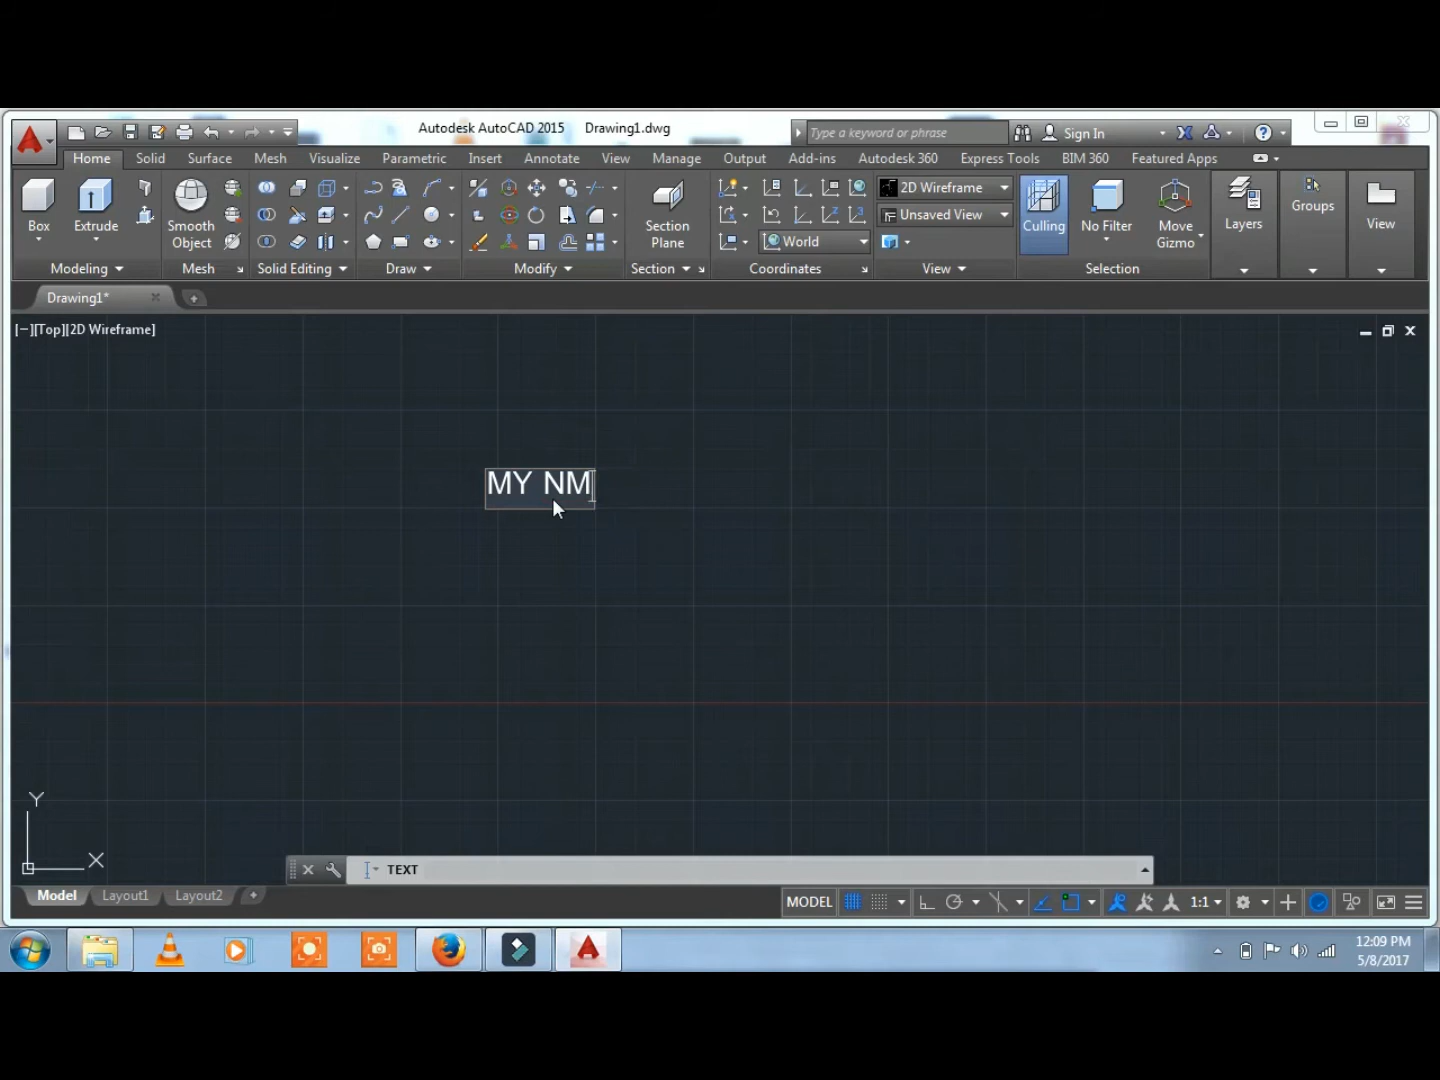 Autodesk AutoCAD 2015 Drawing1.dwg
Type a keyword or phrase
Sign In
Home Solid Surface Mesh Visualize Parametric Insert Annotate View Manage Output Add-ins Autodesk 360 Express Tools BIM 360 Featured Apps
2D Wireframe
Unsaved View
World
Box
Extrude
Smooth Object
Section Plane
Culling
No Filter
Move Gizmo
Layers
Groups
View
Modeling Mesh Solid Editing Draw Modify Section Coordinates View Selection
Drawing1*
[−][Top][2D Wireframe]
MY NM
Y
X
TEXT
Model Layout1 Layout2
MODEL
1:1
12:09 PM
5/8/2017